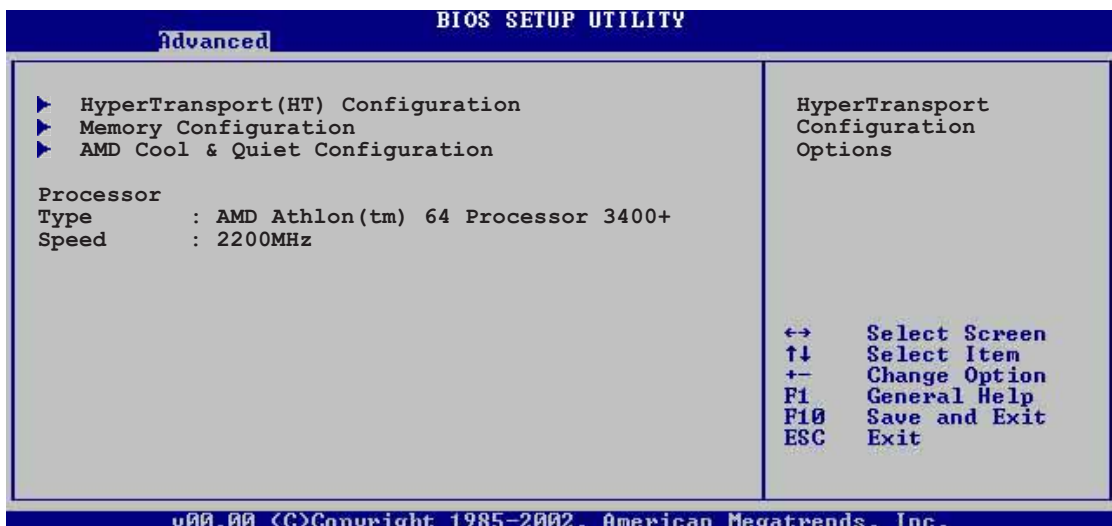 BIOS SETUP UTILITY
Advanced
HyperTransport(HT) Configuration
Memory Configuration
AMD Cool & Quiet Configuration
Processor
Type : AMD Athlon(tm) 64 Processor 3400+
Speed : 2200MHz
HyperTransport
Configuration
Options
←→ Select Screen
↑↓ Select Item
+- Change Option
F1 General Help
F10 Save and Exit
ESC Exit
v00.00 (C)Copyright 1985-2002, American Megatrends, Inc.